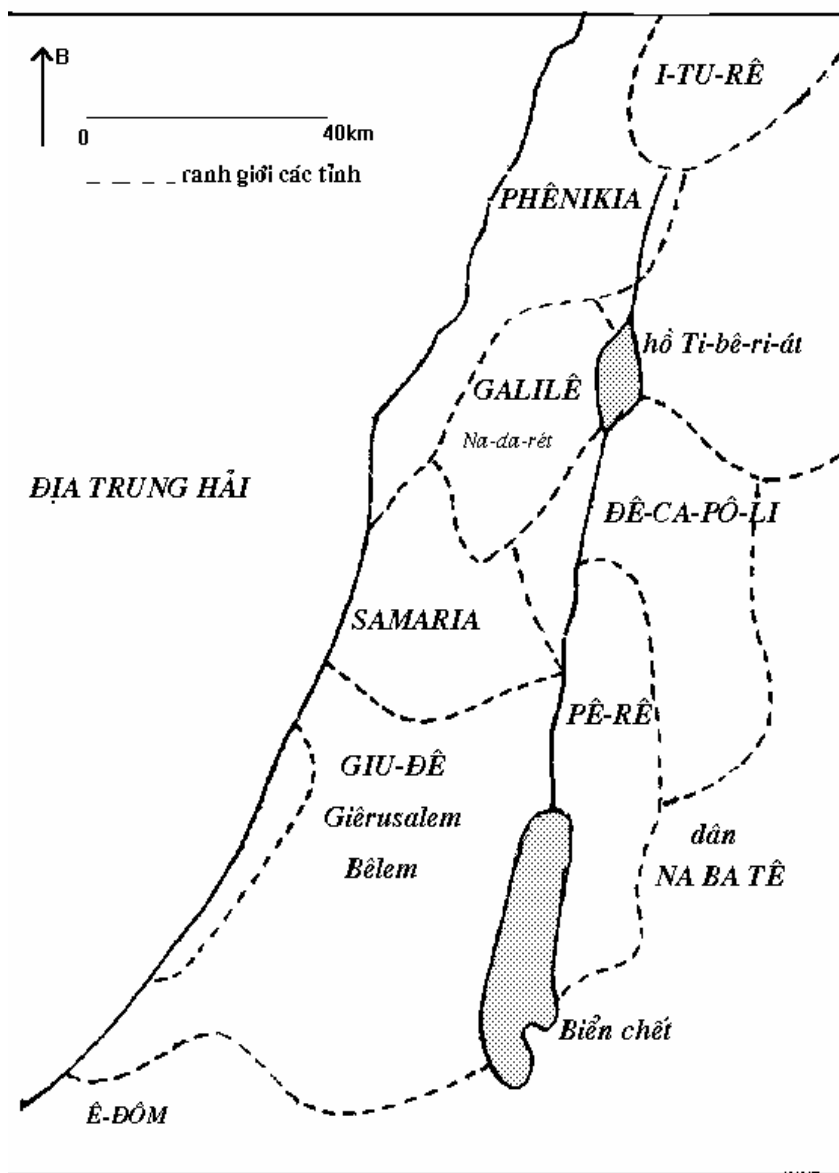 B
I-TU-RÊ
0 40km
ranh giới các tỉnh
PHÊNIKIA
hồ Ti-bê-ri-át
GALILÊ
Na-da-rét
ĐỊA TRUNG HẢI
ĐÊ-CA-PÔ-LI
SAMARIA
PÊ-RÊ
GIU-ĐÊ
Giêrusalem
Bêlem
dân
NA BA TÊ
Biển chết
Ê-ĐÔM